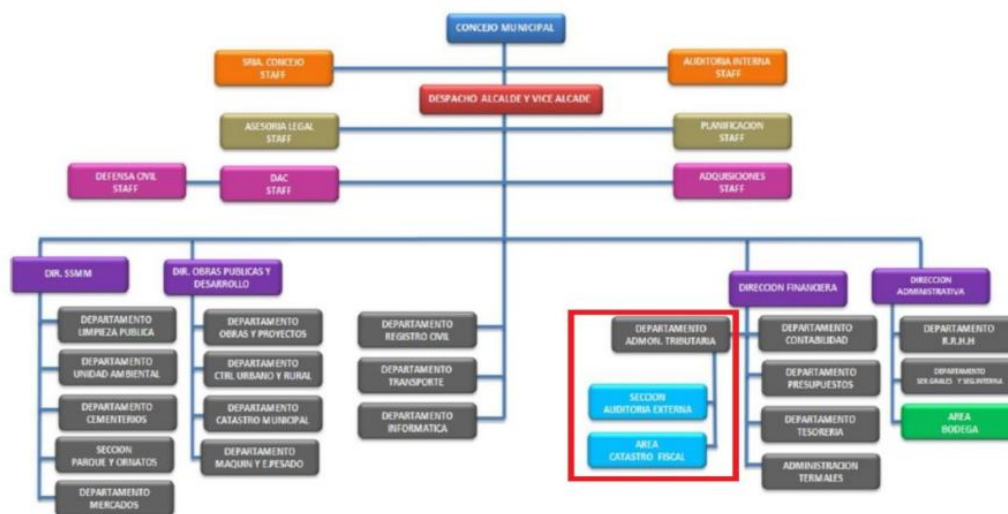 CONCEJO MUNICIPAL
SRIA. CONCEJO
STAFF
AUDITORIA INTERNA
STAFF
DESPACHO ALCALDE Y VICE ALCADE
ASESORIA LEGAL
STAFF
PLANIFICACION
STAFF
DEFENSA CIVIL
STAFF
DAC
STAFF
ADQUISICIONES
STAFF
DIR. SSMM
DEPARTAMENTO
LIMPIEZA PUBLICA
DEPARTAMENTO
UNIDAD AMBIENTAL
DEPARTAMENTO
CEMENTERIOS
SECCION
PARQUE Y ORNATOS
DEPARTAMENTO
MERCADOS
DIR. OBRAS PUBLICAS Y
DESARROLLO
DEPARTAMENTO
OBRAS Y PROYECTOS
DEPARTAMENTO
CTRL URBANO Y RURAL
DEPARTAMENTO
CATASTRO MUNICIPAL
DEPARTAMENTO
MAQUIN Y E.PESADO
DEPARTAMENTO
REGISTRO CIVIL
DEPARTAMENTO
TRANSPORTE
DEPARTAMENTO
INFORMATICA
DEPARTAMENTO
ADMON. TRIBUTARIA
SECCION
AUDITORIA EXTERNA
AREA
CATASTRO FISCAL
DIRECCION FINANCIERA
DEPARTAMENTO
CONTABILIDAD
DEPARTAMENTO
PRESUPUESTOS
DEPARTAMENTO
TESORERIA
ADMINISTRACION
TERMALES
DIRECCION
ADMINISTRATIVA
DEPARTAMENTO
R.R.H.H
DEPARTAMENTO
SER.GRALES Y SEG.INTERNA
AREA
BODEGA